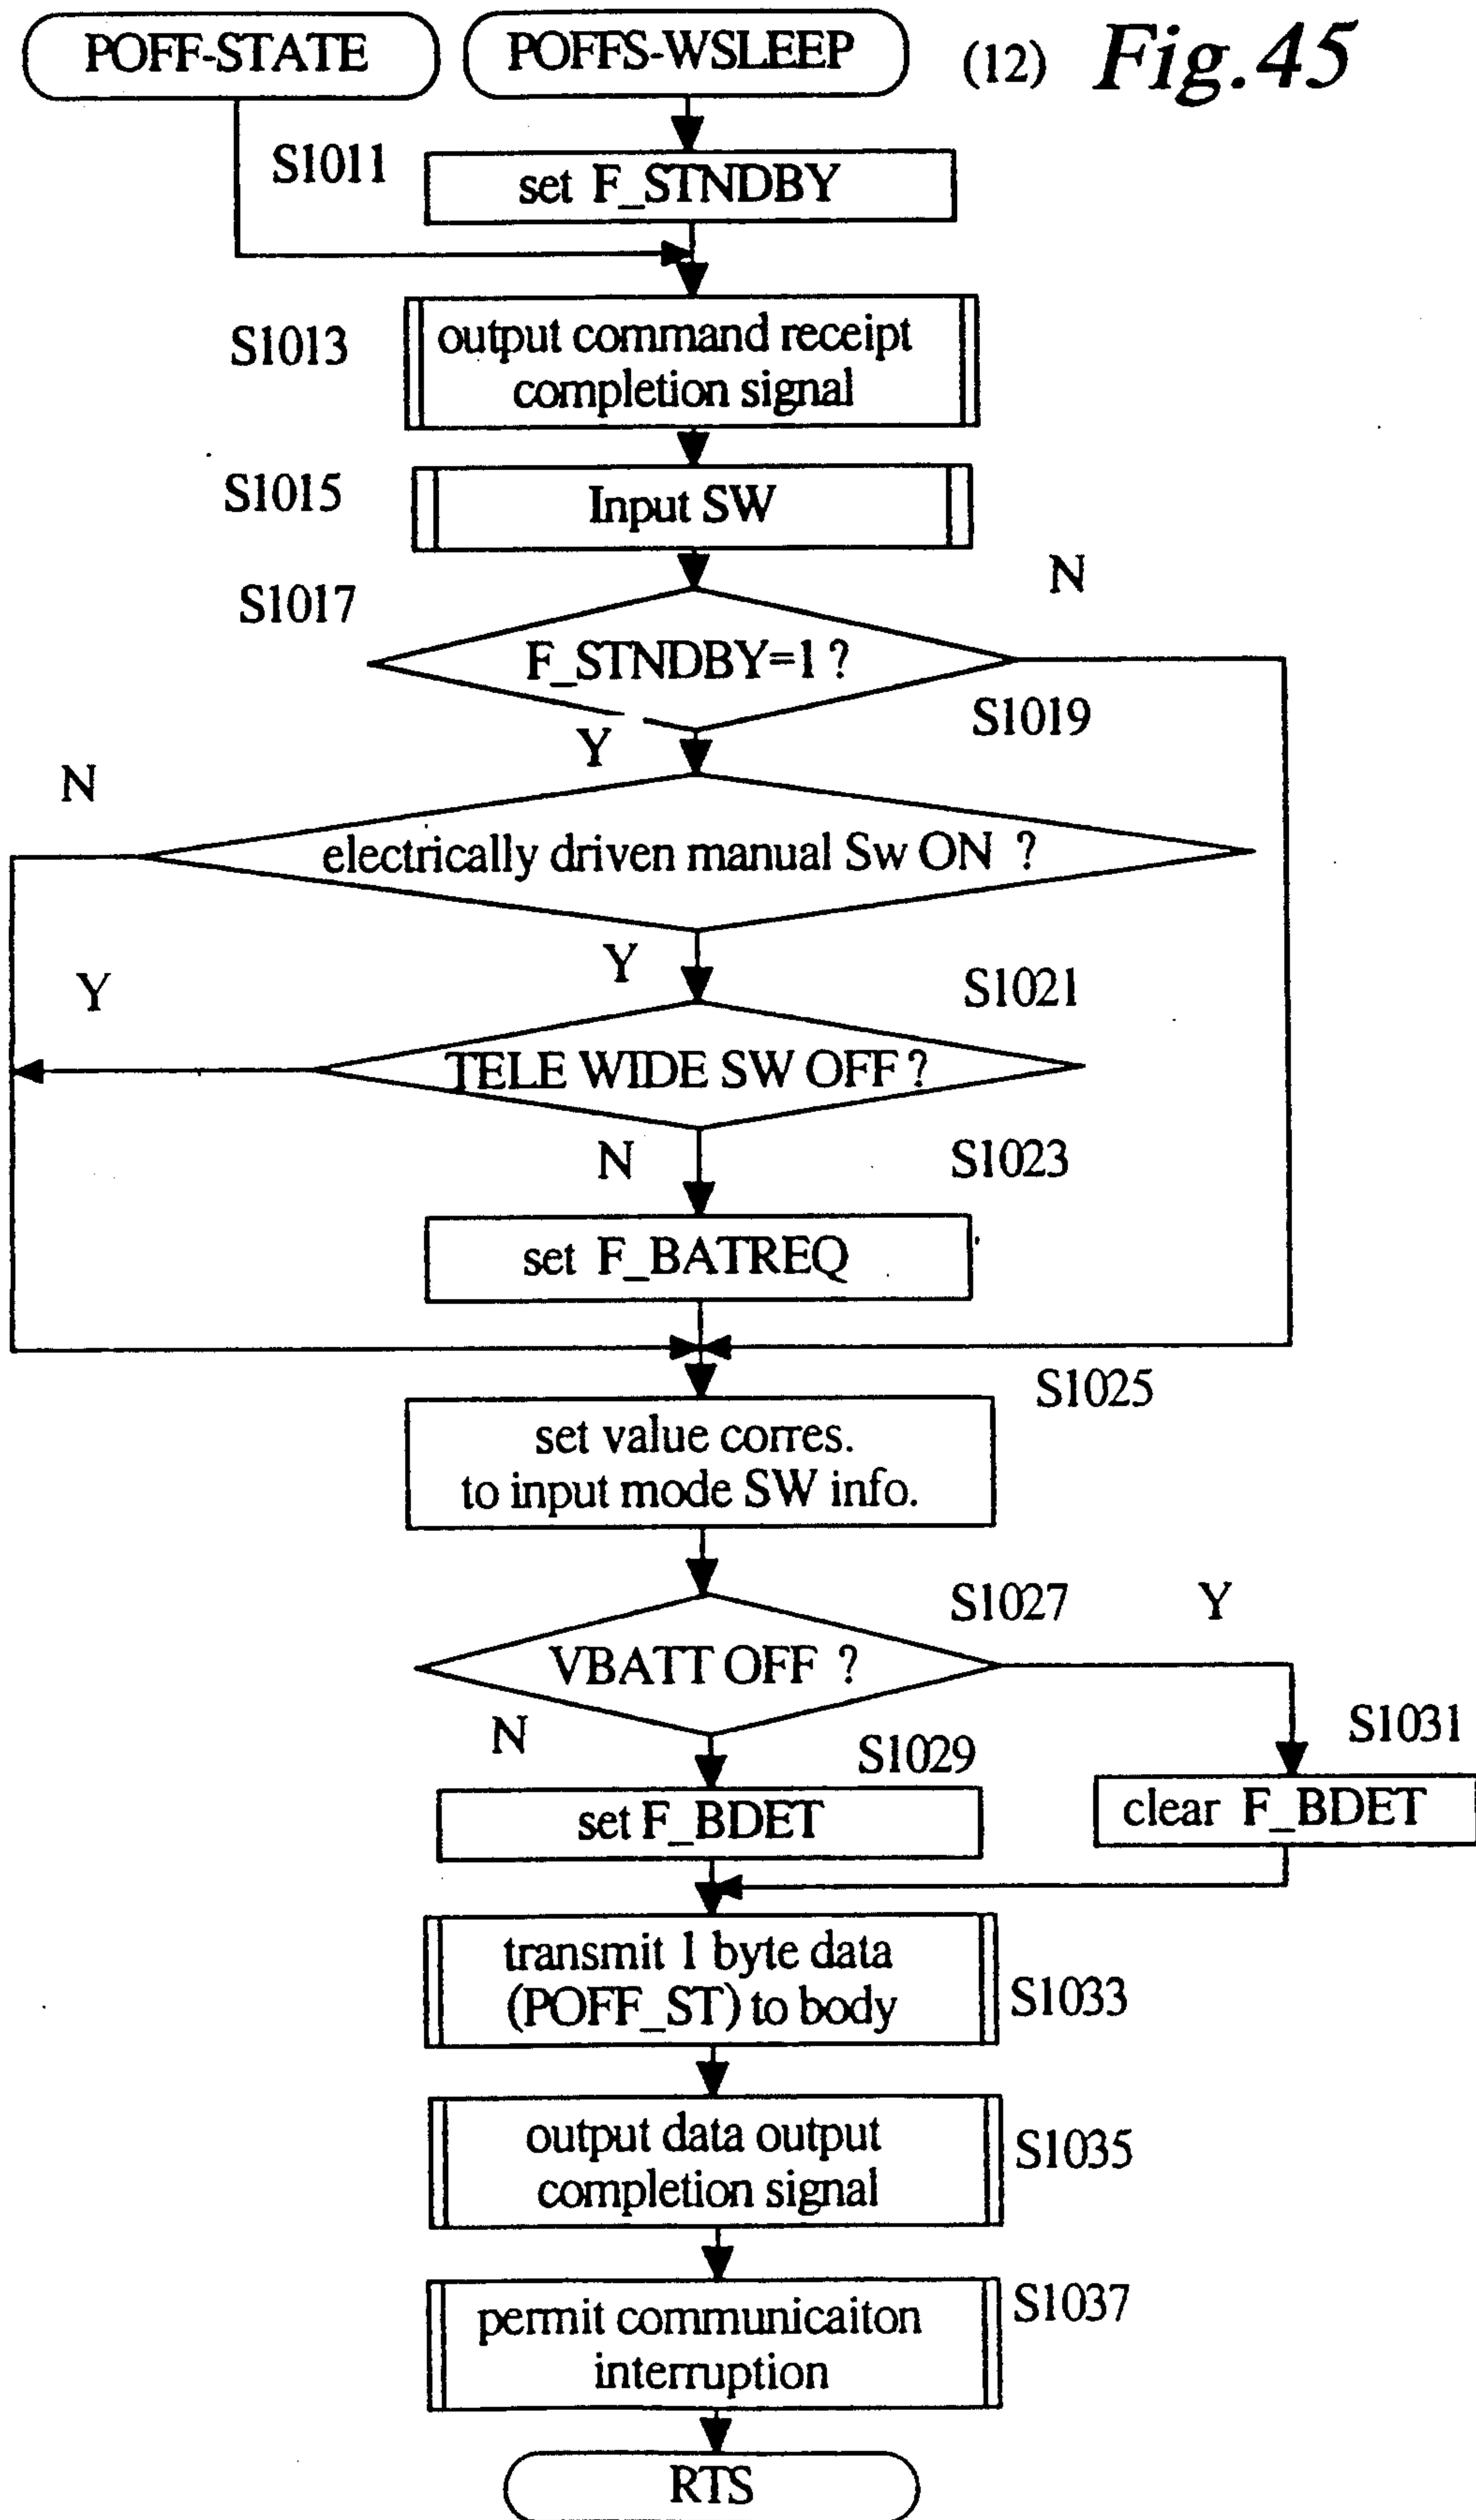 POFF-STATE
POFFS-WSLEEP
(12) Fig.45
S1011
set F_STNDBY
S1013
output command receipt
completion signal
S1015
Input SW
S1017
N
F_STNDBY=1 ?
Y
S1019
N
electrically driven manual Sw ON ?
Y
S1021
Y
TELE WIDE SW OFF ?
N
S1023
set F_BATREQ
S1025
set value corres.
to input mode SW info.
S1027
Y
VBATT OFF ?
N
S1029
S1031
set F_BDET
clear F_BDET
transmit 1 byte data
(POFF_ST) to body
S1033
output data output
completion signal
S1035
permit communicaiton
interruption
S1037
RTS